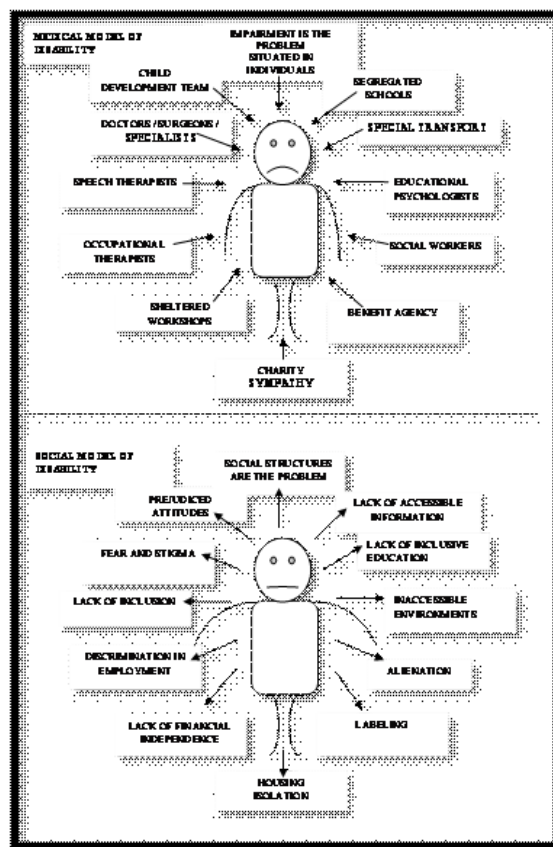 MEDICAL MODEL OF
DISABILITY
IMPAIRMENT IS THE
PROBLEM
SITUATED IN
INDIVIDUALS
CHILD
DEVELOPMENT TEAM
SEGREGATED
SCHOOLS
DOCTORS/SURGEONS/
SPECIALISTS
SPECIAL TRANSPORT
SPEECH THERAPISTS
EDUCATIONAL
PSYCHOLOGISTS
OCCUPATIONAL
THERAPISTS
SOCIAL WORKERS
SHELTERED
WORKSHOPS
BENEFIT AGENCY
CHARITY
SYMPATHY
SOCIAL MODEL OF
DISABILITY
SOCIAL STRUCTURES
ARE THE PROBLEM
PREJUDICED
ATTITUDES
LACK OF ACCESSIBLE
INFORMATION
FEAR AND STIGMA
LACK OF INCLUSIVE
EDUCATION
LACK OF INCLUSION
INACCESSIBLE
ENVIRONMENTS
DISCRIMINATION IN
EMPLOYMENT
ALIENATION
LACK OF FINANCIAL
INDEPENDENCE
LABELING
HOUSING
ISOLATION